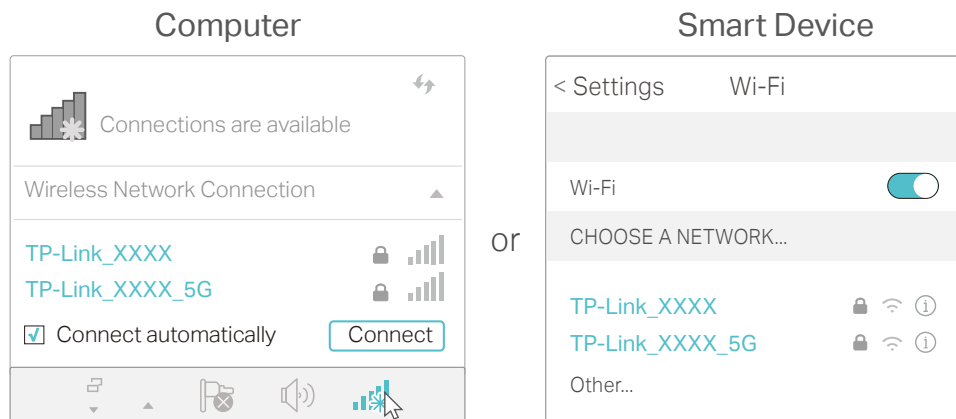 Computer
Connections are available
Wireless Network Connection
TP-Link_XXXX
TP-Link_XXXX_5G
Connect automatically
Connect
or
Smart Device
< Settings
Wi-Fi
Wi-Fi
CHOOSE A NETWORK...
TP-Link_XXXX
TP-Link_XXXX_5G
Other...